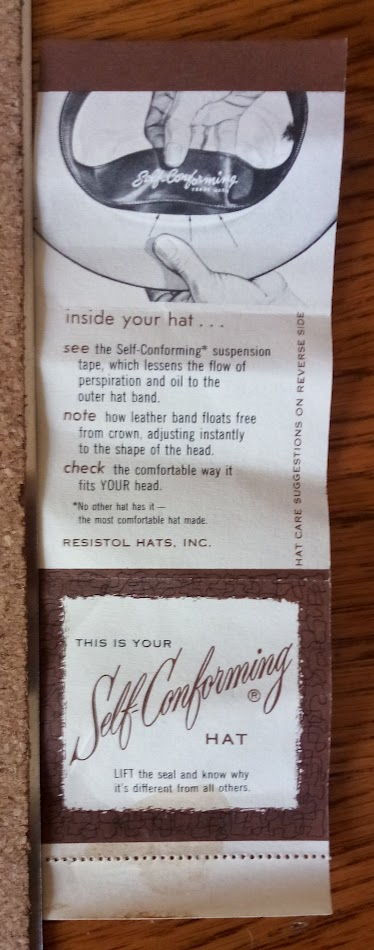 Self-Conforming
inside your hat . . .
see the Self-Conforming* suspension
tape, which lessens the flow of
perspiration and oil to the
outer hat band.
note how leather band floats free
from crown, adjusting instantly
to the shape of the head.
check the comfortable way it
fits YOUR head.
*No other hat has it —
the most comfortable hat made.
RESISTOL HATS, INC.
HAT CARE SUGGESTIONS ON REVERSE SIDE
THIS IS YOUR
Self-Conforming ®
HAT
LIFT the seal and know why
it's different from all others.